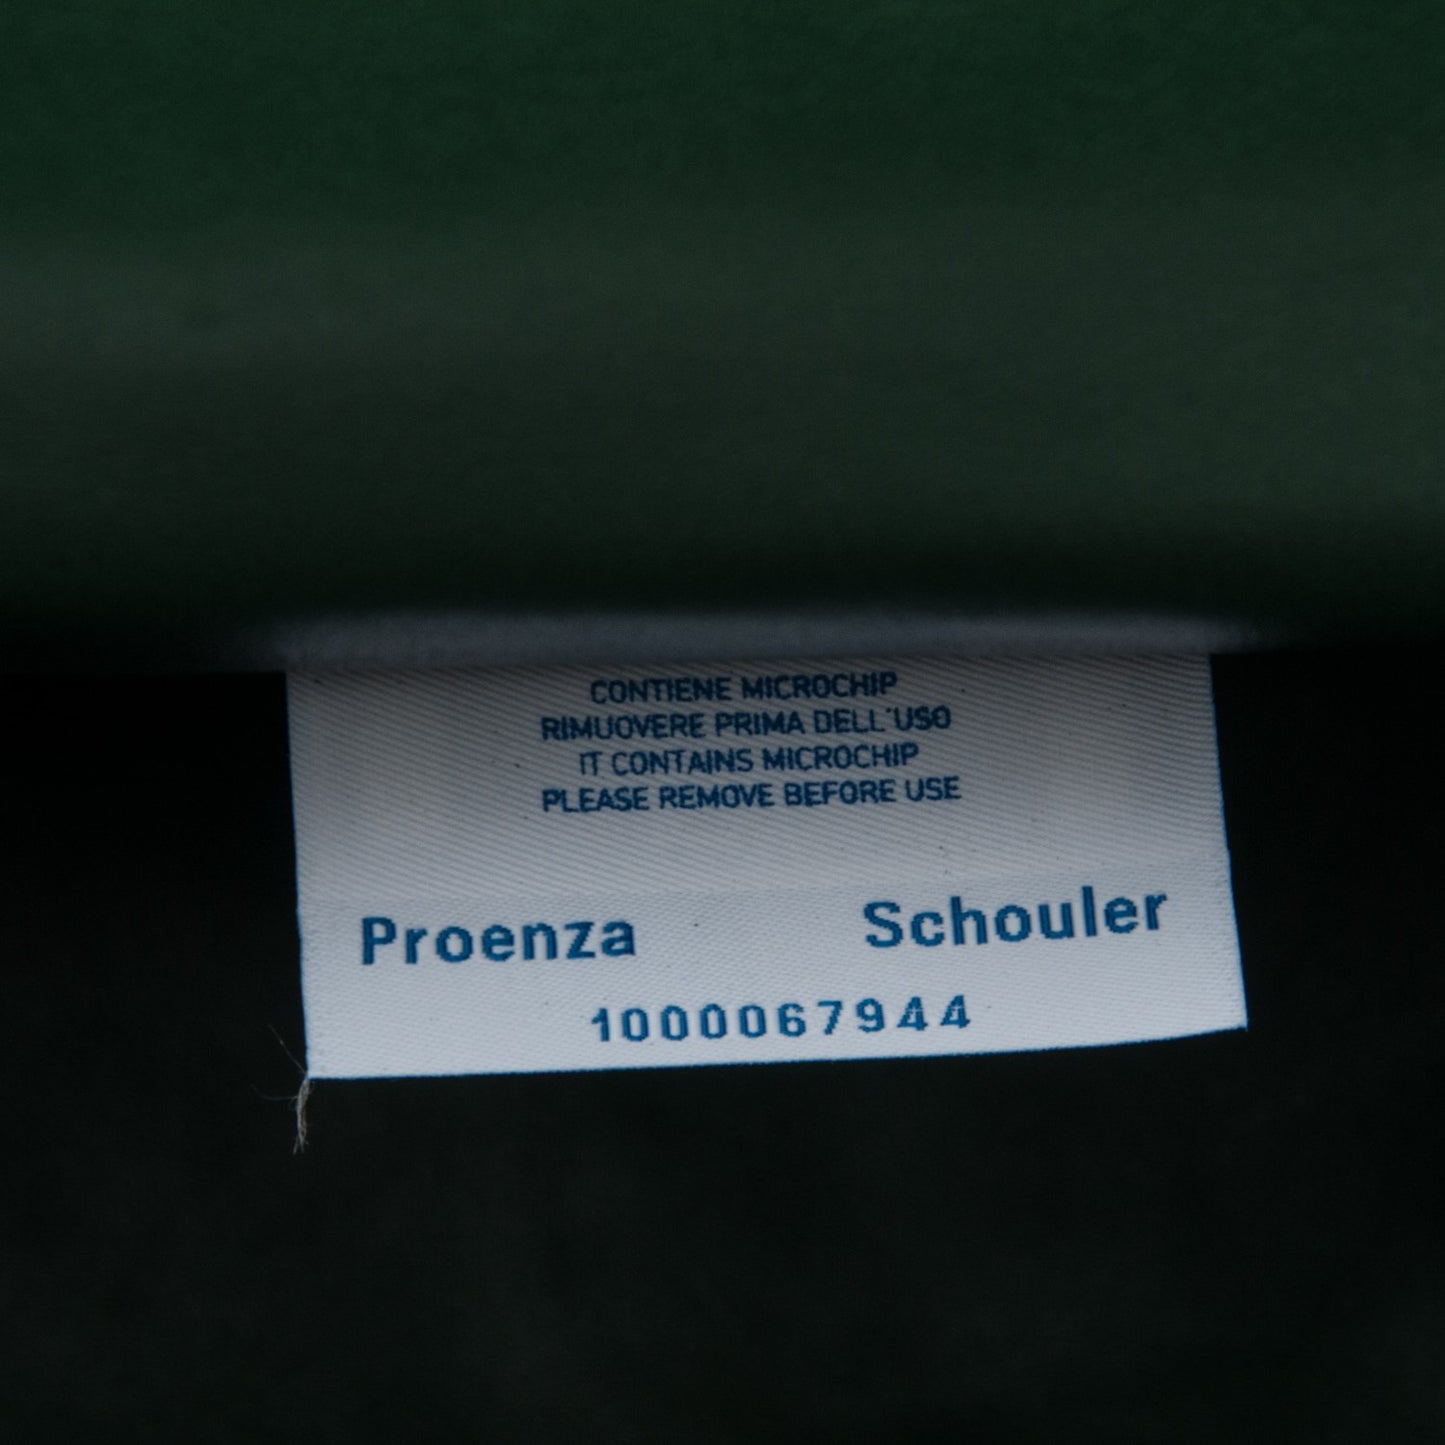 CONTIENE MICROCHIP
RIMUOVERE PRIMA DELL'USO
IT CONTAINS MICROCHIP
PLEASE REMOVE BEFORE USE
Proenza Schouler
1000067944